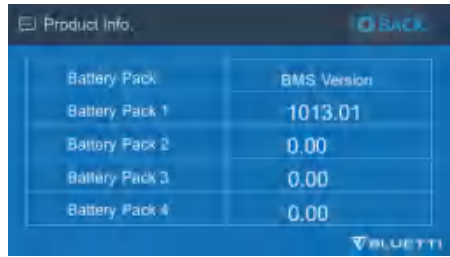 Product Info.
BACK
Battery Pack BMS Version
Battery Pack 1 1013.01
Battery Pack 2 0.00
Battery Pack 3 0.00
Battery Pack 4 0.00
BLUETTI